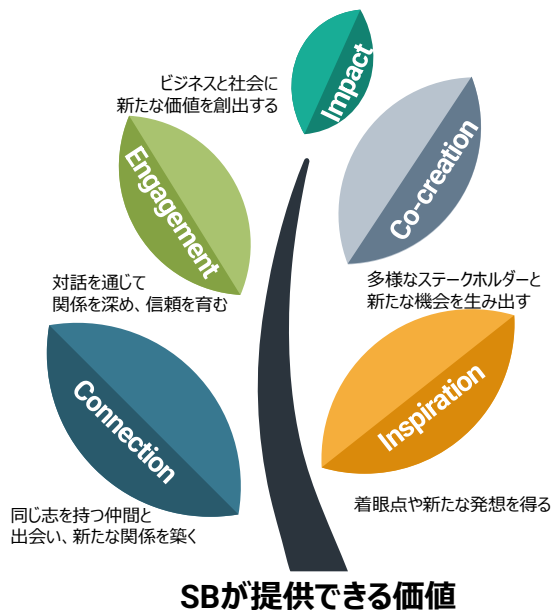 Impact
ビジネスと社会に
新たな価値を創出する
Engagement
Co-creation
対話を通じて
関係を深め、信頼を育む
多様なステークホルダーと
新たな機会を生み出す
Connection
Inspiration
同じ志を持つ仲間と
出会い、新たな関係を築く
着眼点や新たな発想を得る
SBが提供できる価値